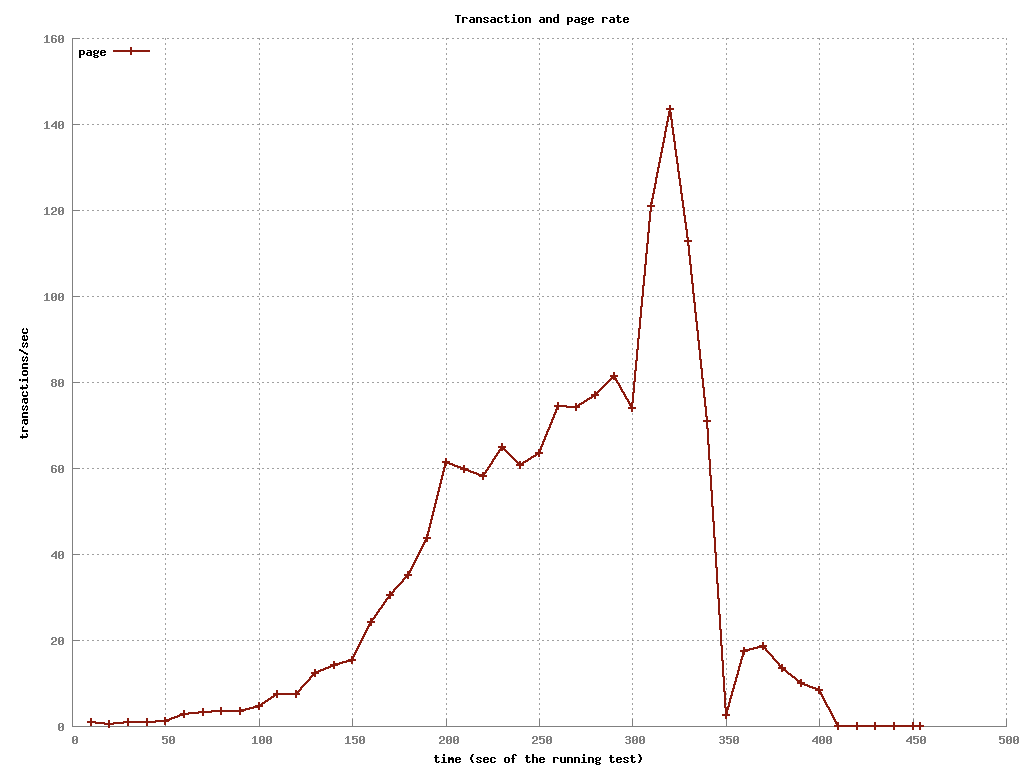 Transaction and page rate
page
160
140
120
100
80
60
40
20
0
transactions/sec
0 50 100 150 200 250 300 350 400 450 500
time (sec of the running test)